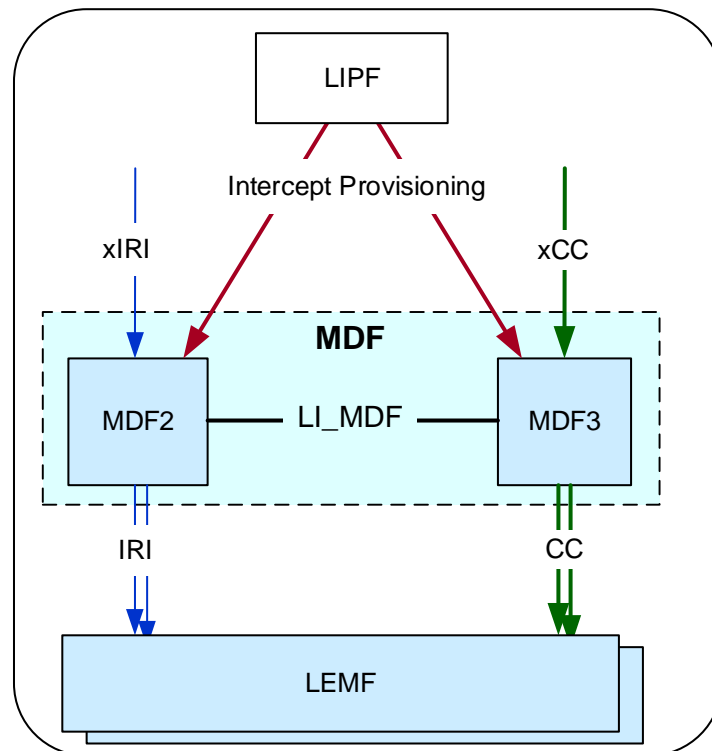 LIPF
Intercept Provisioning
xIRI
xCC
MDF
MDF2
LI_MDF
MDF3
IRI
CC
LEMF